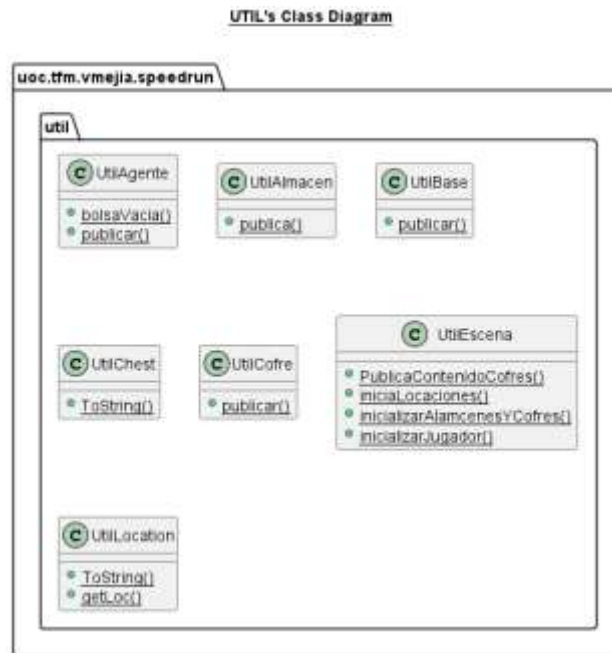 UTIL's Class Diagram
uoc.tfm.vmejia.speedrun
util
C UtilAgente
bolsaVacia()
publicar()
C UtilAlmacen
publica()
C UtilBase
publicar()
C UtilChest
ToString()
C UtilCofre
publicar()
C UtilEscena
PublicaContenidoCofres()
iniciaLocaciones()
inicializarAlamcenesYCofres()
inicializarJugador()
C UtilLocation
ToString()
getLoc()